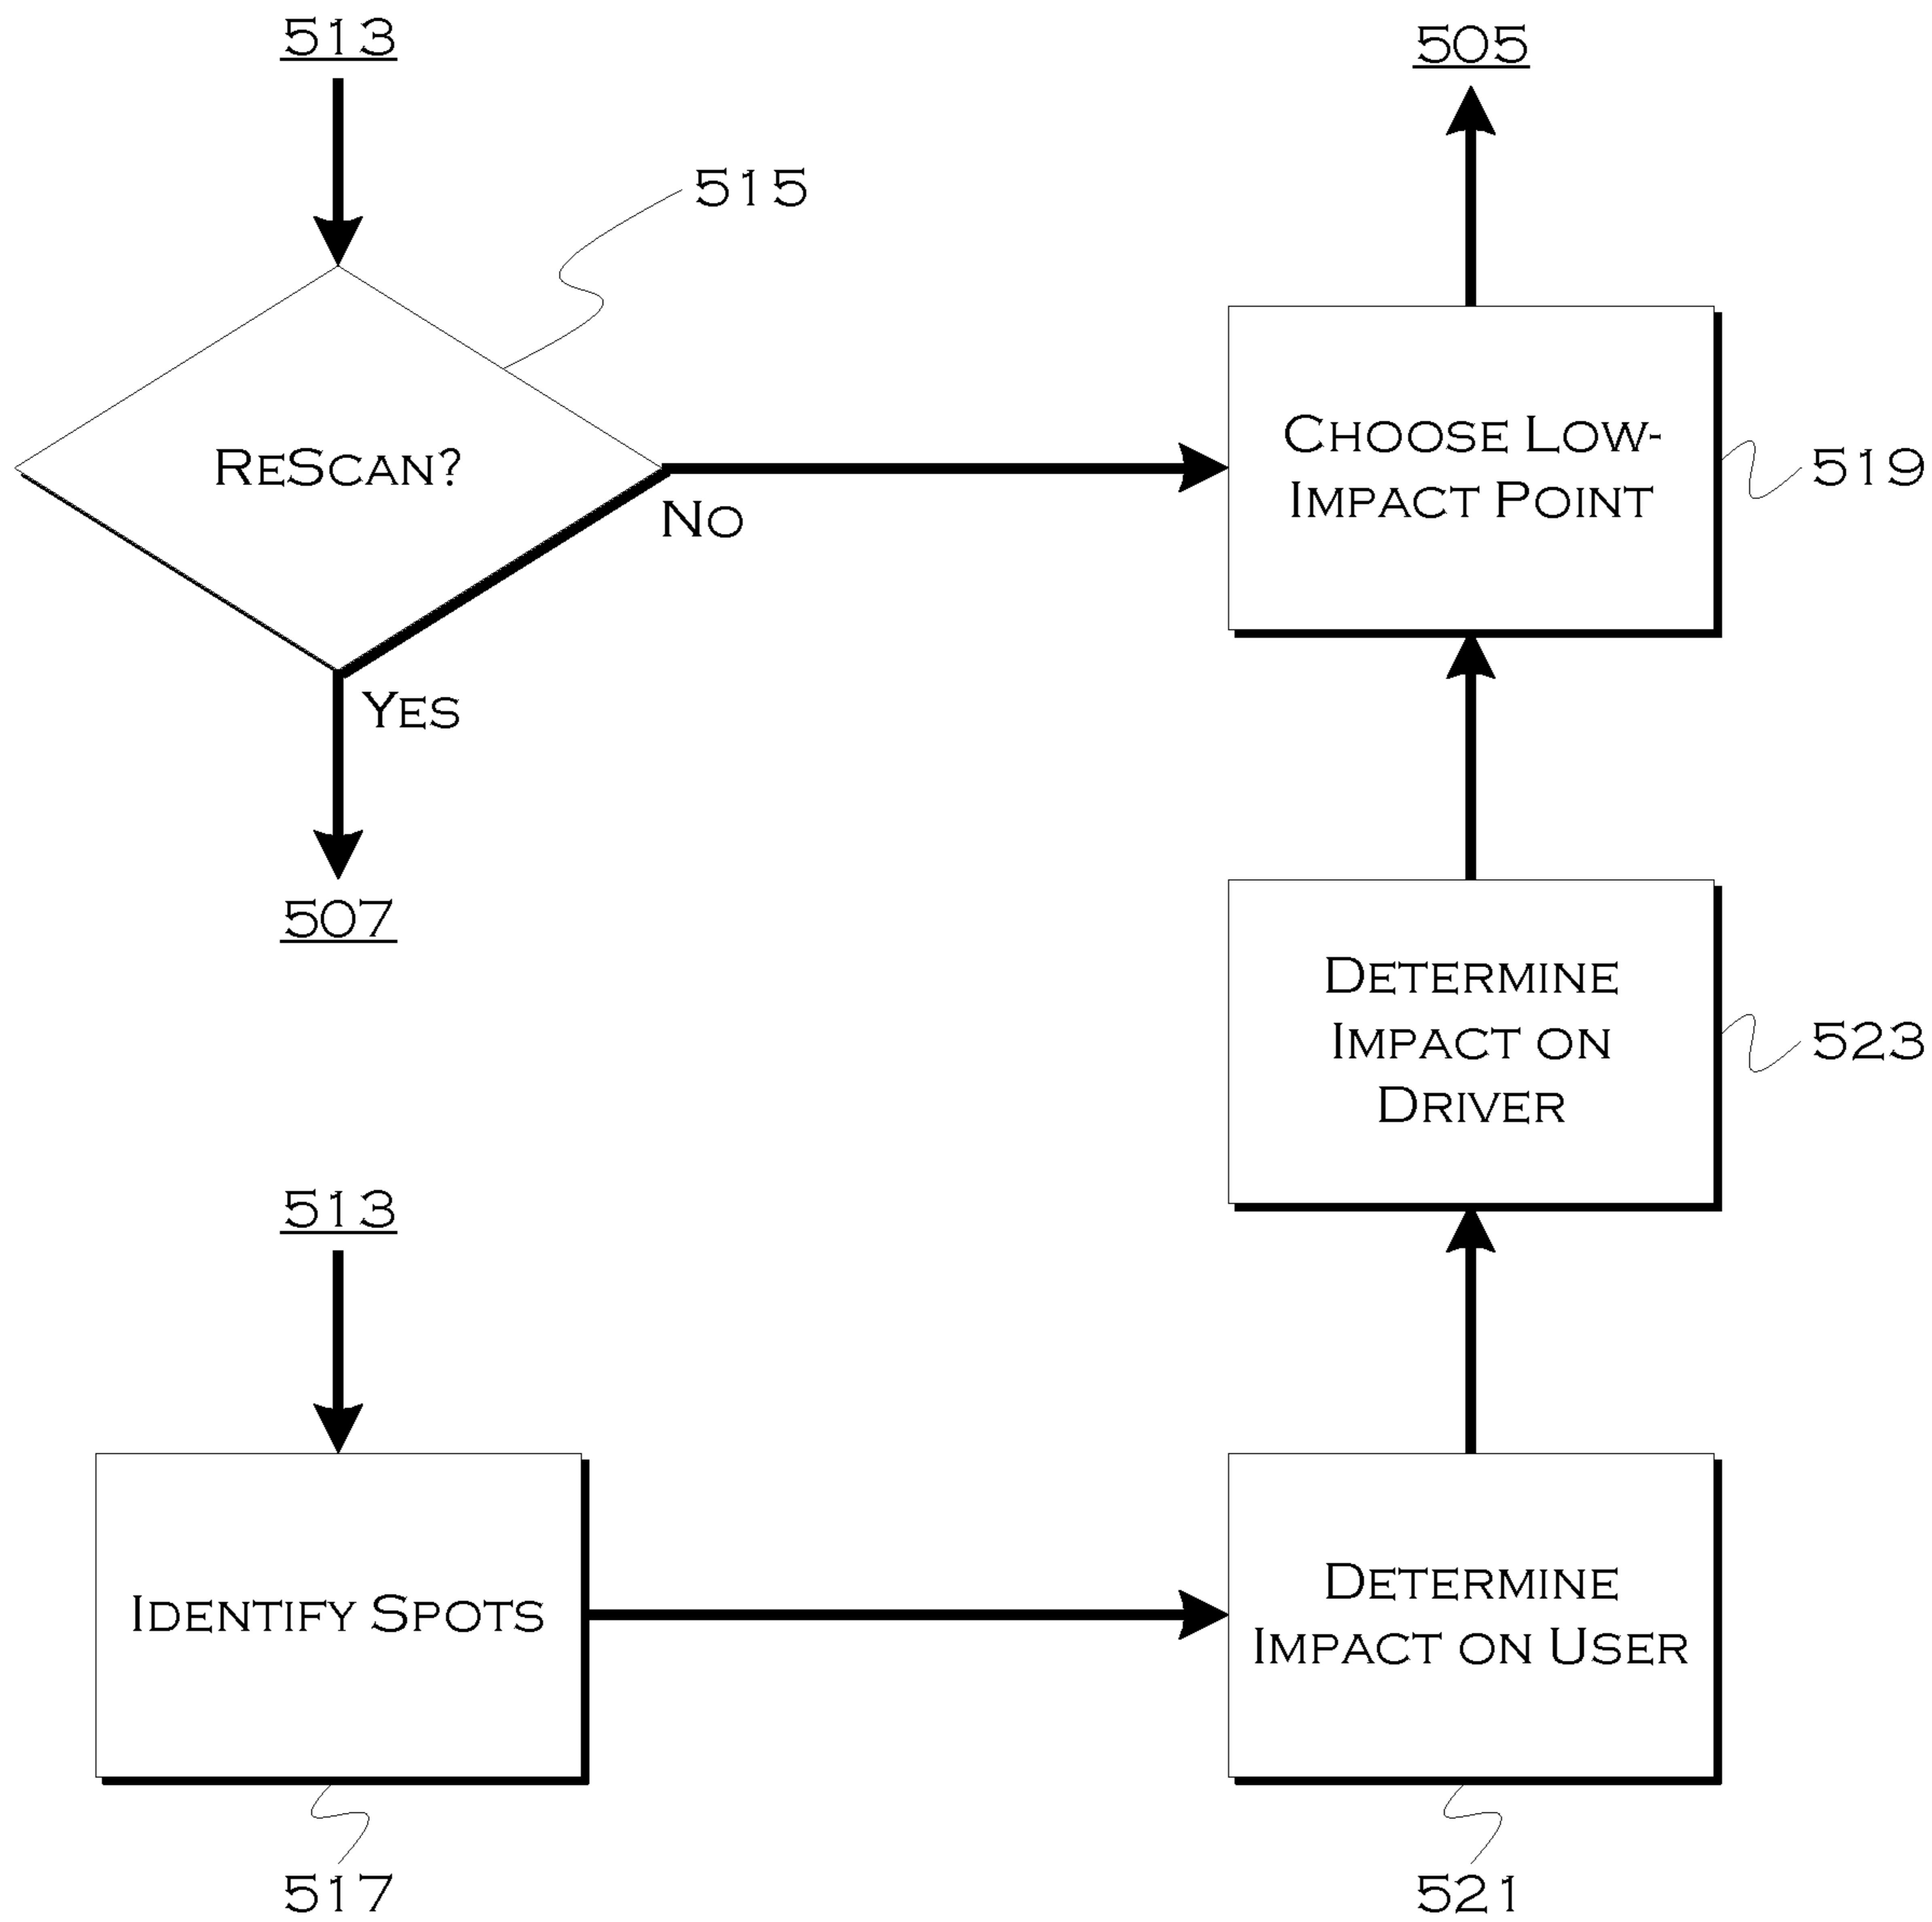 513
505
515
RESCAN?
NO
YES
507
CHOOSE LOW-
IMPACT POINT
519
DETERMINE
IMPACT ON
DRIVER
523
513
IDENTIFY SPOTS
517
DETERMINE
IMPACT ON USER
521